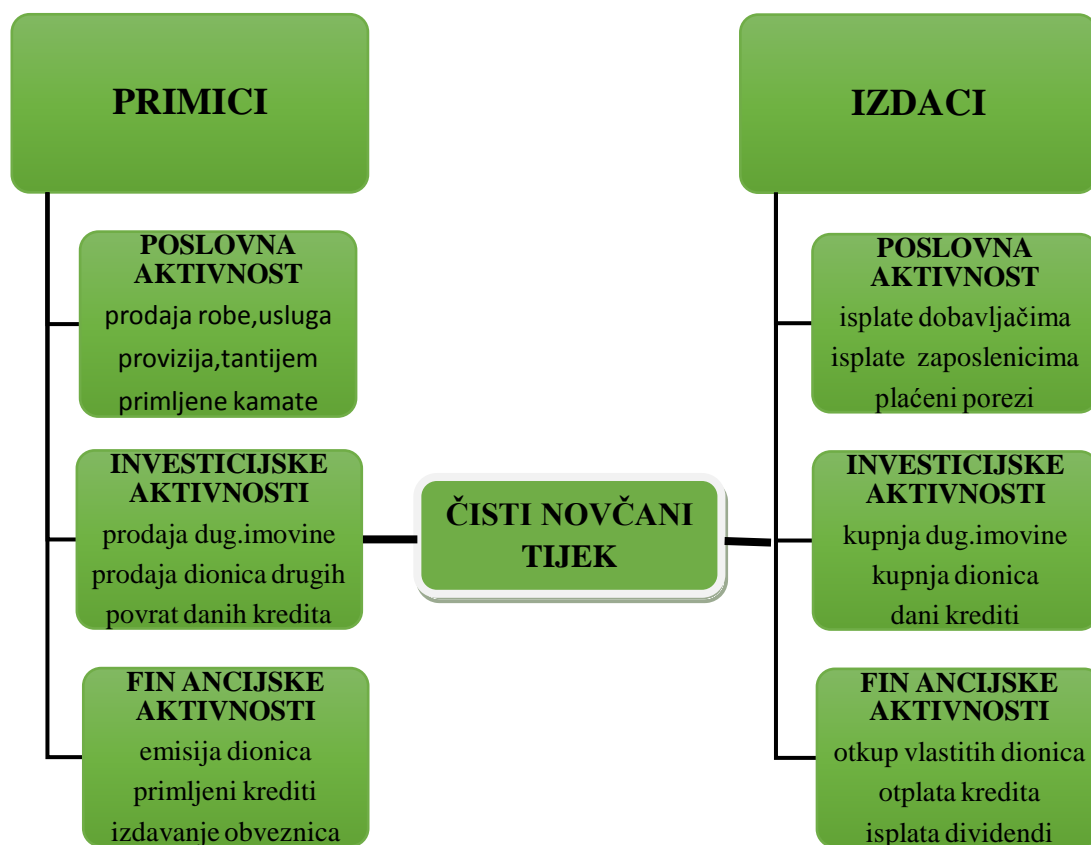 PRIMICI
POSLOVNA
AKTIVNOST
prodaja robe,usluga
provizija,tantijem
primljene kamate
INVESTICIJSKE
AKTIVNOSTI
prodaja dug.imovine
prodaja dionica drugih
povrat danih kredita
FIN ANCIJSKE
AKTIVNOSTI
emisija dionica
primljeni krediti
izdavanje obveznica
ČISTI NOVČANI
TIJEK
IZDACI
POSLOVNA
AKTIVNOST
isplate dobavljačima
isplate zaposlenicima
plaćeni porezi
INVESTICIJSKE
AKTIVNOSTI
kupnja dug.imovine
kupnja dionica
dani krediti
FIN ANCIJSKE
AKTIVNOSTI
otkup vlastitih dionica
otplata kredita
isplata dividendi